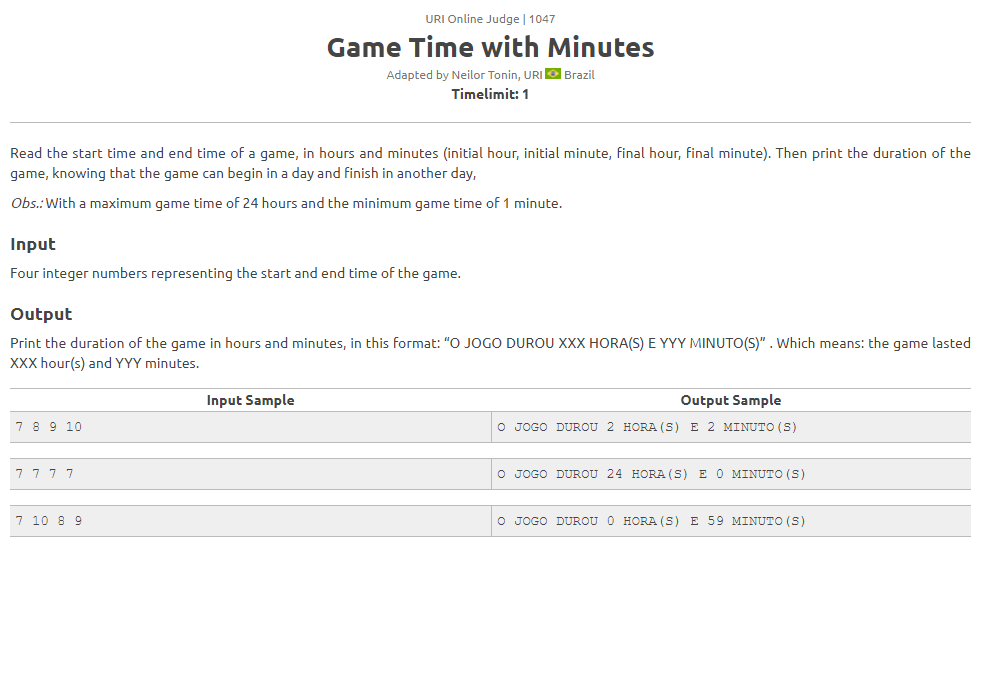 URI Online Judge | 1047
Game Time with Minutes
Adapted by Neilor Tonin, URI Brazil
Timelimit: 1
Read the start time and end time of a game, in hours and minutes (initial hour, initial minute, final hour, final minute). Then print the duration of the
game, knowing that the game can begin in a day and finish in another day,
Obs.: With a maximum game time of 24 hours and the minimum game time of 1 minute.
Input
Four integer numbers representing the start and end time of the game.
Output
Print the duration of the game in hours and minutes, in this format: “O JOGO DUROU XXX HORA(S) E YYY MINUTO(S)” . Which means: the game lasted
XXX hour(s) and YYY minutes.
Input Sample Output Sample
7 8 9 10 O JOGO DUROU 2 HORA(S) E 2 MINUTO(S)
7 7 7 7 O JOGO DUROU 24 HORA(S) E 0 MINUTO(S)
7 10 8 9 O JOGO DUROU 0 HORA(S) E 59 MINUTO(S)